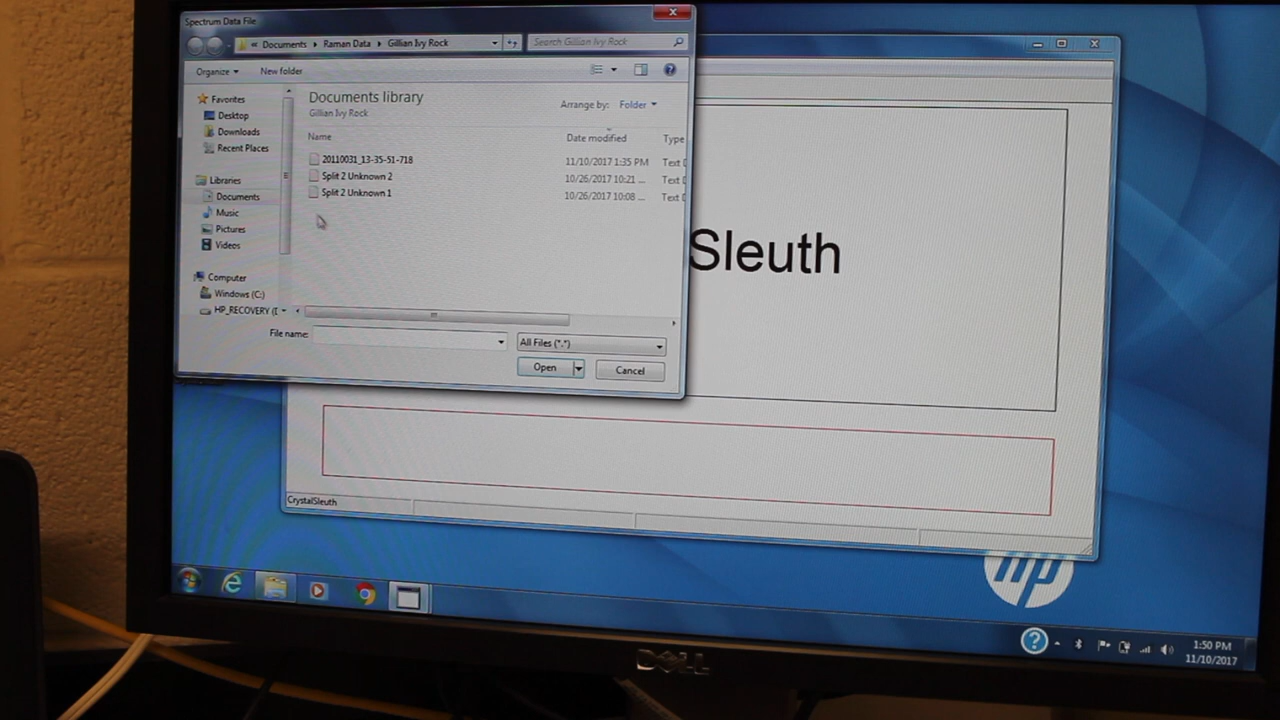 Spectrum Data File
« Documents Raman Data Gillian Ivy Rock
Search Gillian Ivy Rock
Organize New folder
Favorites
Desktop
Downloads
Recent Places
Libraries
Documents
Music
Pictures
Videos
Computer
Windows (C:)
HP_RECOVERY (
Documents library
Gillian Ivy Rock
Arrange by: Folder
Name Date modified Type
20110031_13-35-51-718 11/10/2017 1:35 PM Text D
Split 2 Unknown 2 10/26/2017 10:21 ... Text D
Split 2 Unknown 1 10/26/2017 10:08 ... Text D
File name:
All Files (*.*)
Open Cancel
Sleuth
CrystalSleuth
hp
1:50 PM
11/10/2017
DELL